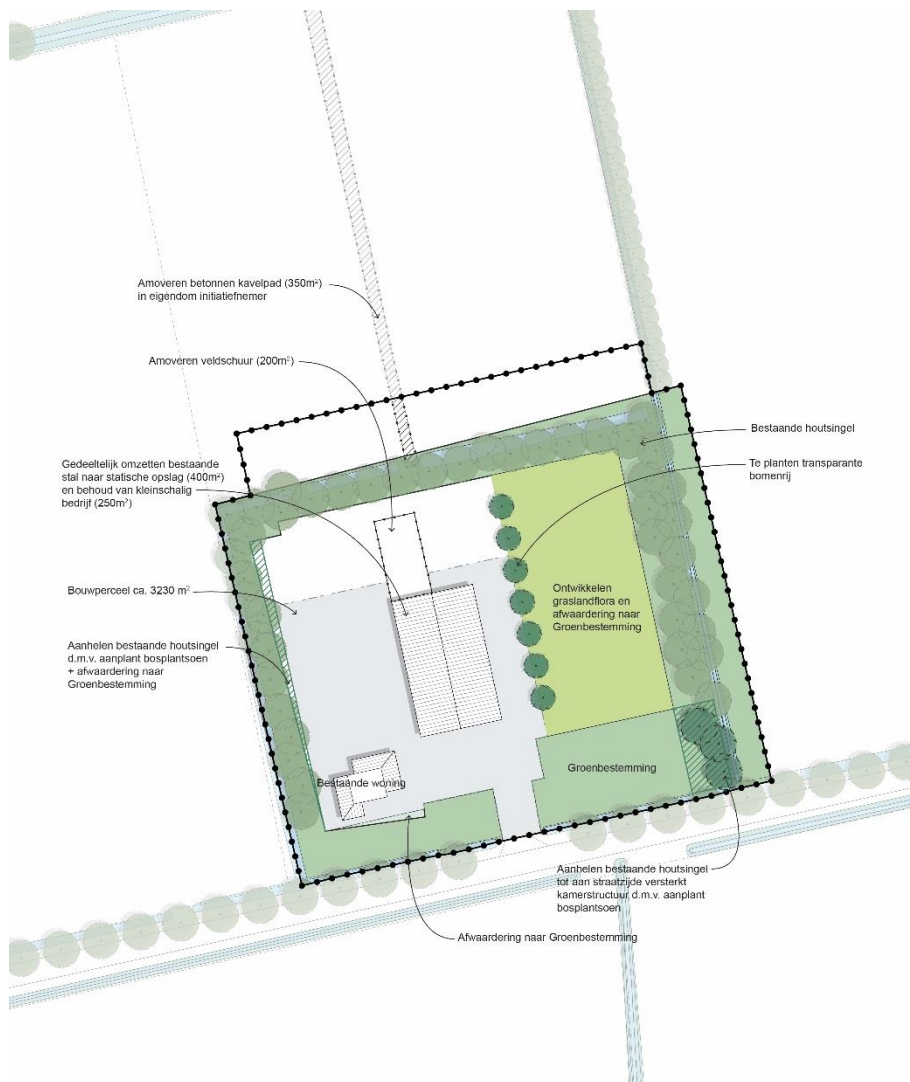 Amoveren betonnen kavelpad (350m²)
in eigendom initiatiefnemer
Amoveren veldschuur (200m²)
Bestaande houtsingel
Gedeeltelijk omzetten bestaande
stal naar statische opslag (400m²)
en behoud van kleinschalig
bedrijf (250m²)
Te planten transparante
bomenrij
Bouwperceel ca. 3230 m²
Ontwikkelen
graslandflora en
afwaardering naar
Groenbestemming
Aanhelen bestaande houtsingel
d.m.v. aanplant bosplantsoen
+ afwaardering naar
Groenbestemming
Groenbestemming
Bestaande woning
Aanhelen bestaande houtsingel
tot aan straatzijde versterkt
kamerstructuur d.m.v. aanplant
bosplantsoen
Afwaardering naar Groenbestemming